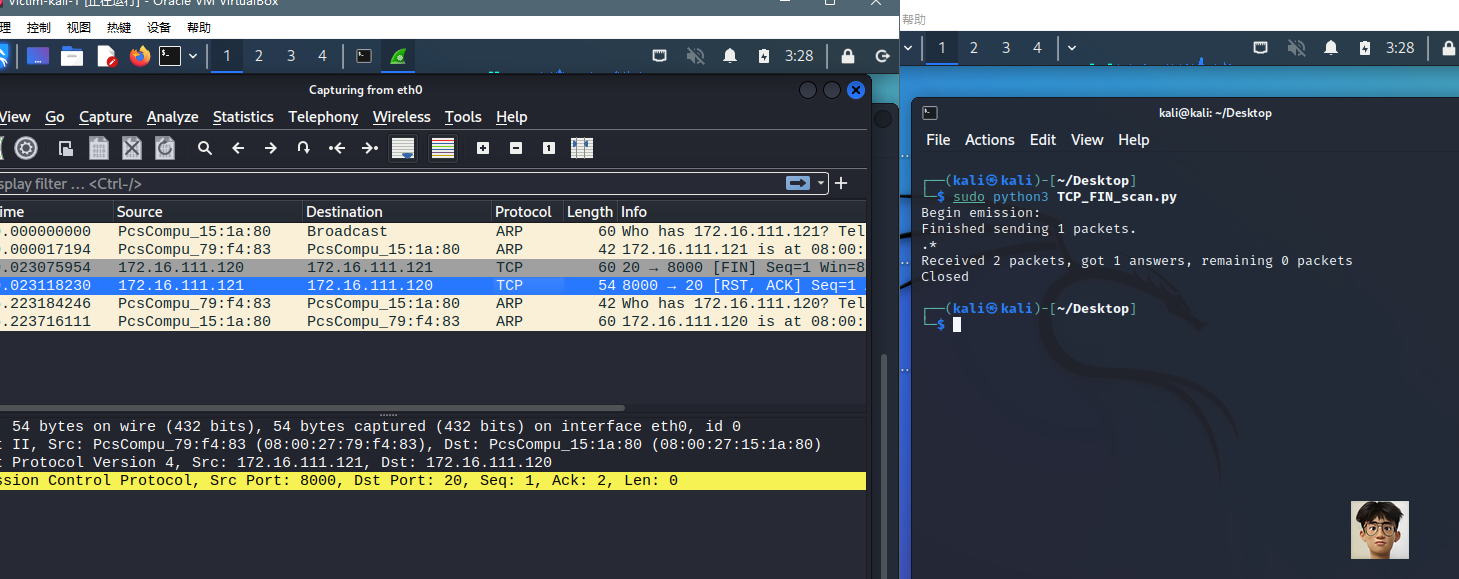 Victim-kali-1 [正在运行] - Oracle VM VirtualBox
理 控制 视图 热键 设备 帮助
1 2 3 4 3:28
Capturing from eth0
View Go Capture Analyze Statistics Telephony Wireless Tools Help
splay filter ... <Ctrl-/>
ime Source Destination Protocol Length Info
.000000000 PcsCompu_15:1a:80 Broadcast ARP 60 Who has 172.16.111.121? Tel
.000017194 PcsCompu_79:f4:83 PcsCompu_15:1a:80 ARP 42 172.16.111.121 is at 08:00:
.023075954 172.16.111.120 172.16.111.121 TCP 60 20 → 8000 [FIN] Seq=1 Win=8
.023118230 172.16.111.121 172.16.111.120 TCP 54 8000 → 20 [RST, ACK] Seq=1
.223184246 PcsCompu_79:f4:83 PcsCompu_15:1a:80 ARP 42 Who has 172.16.111.120? Tel
.223716111 PcsCompu_15:1a:80 PcsCompu_79:f4:83 ARP 60 172.16.111.120 is at 08:00:
54 bytes on wire (432 bits), 54 bytes captured (432 bits) on interface eth0, id 0
t II, Src: PcsCompu_79:f4:83 (08:00:27:79:f4:83), Dst: PcsCompu_15:1a:80 (08:00:27:15:1a:80)
t Protocol Version 4, Src: 172.16.111.121, Dst: 172.16.111.120
ssion Control Protocol, Src Port: 8000, Dst Port: 20, Seq: 1, Ack: 2, Len: 0
帮助
1 2 3 4 3:28
kali@kali: ~/Desktop
File Actions Edit View Help
┌──(kali㉿kali)-[~/Desktop]
└─$ sudo python3 TCP_FIN_scan.py
Begin emission:
Finished sending 1 packets.
.*
Received 2 packets, got 1 answers, remaining 0 packets
Closed
┌──(kali㉿kali)-[~/Desktop]
└─$